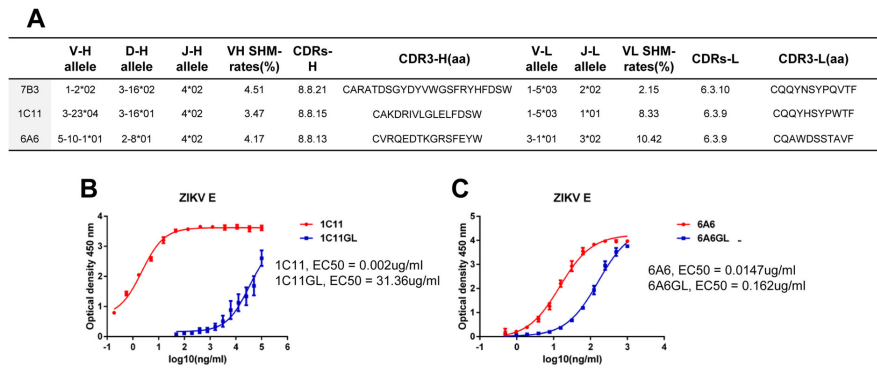 A
V-H allele D-H allele J-H allele VH SHM-rates(%) CDRs-H CDR3-H(aa) V-L allele J-L allele VL SHM-rates(%) CDRs-L CDR3-L(aa)
7B3 1-2*02 3-16*02 4*02 4.51 8.8.21 CARATDSGYDYVWGSFRYHFDSW 1-5*03 2*02 2.15 6.3.10 CQQYNSYPQVTF
1C11 3-23*04 3-16*01 4*02 3.47 8.8.15 CAKDRIVLGLELFDSW 1-5*03 1*01 8.33 6.3.9 CQQYHSYPWTF
6A6 5-10-1*01 2-8*01 4*02 4.17 8.8.13 CVRQEDTKGRSFEYW 3-1*01 3*02 10.42 6.3.9 CQAWDSSTAVF
B
ZIKV E
Optical density 450 nm
4
3
2
1
0
-1 0 1 2 3 4 5 6
log10(ng/ml)
1C11
1C11GL
1C11, EC50 = 0.002ug/ml
1C11GL, EC50 = 31.36ug/ml
C
ZIKV E
Optical density 450 nm
5
4
3
2
1
0
-1 0 1 2 3 4
log10(ng/ml)
6A6
6A6GL -
6A6, EC50 = 0.0147ug/ml
6A6GL, EC50 = 0.162ug/ml